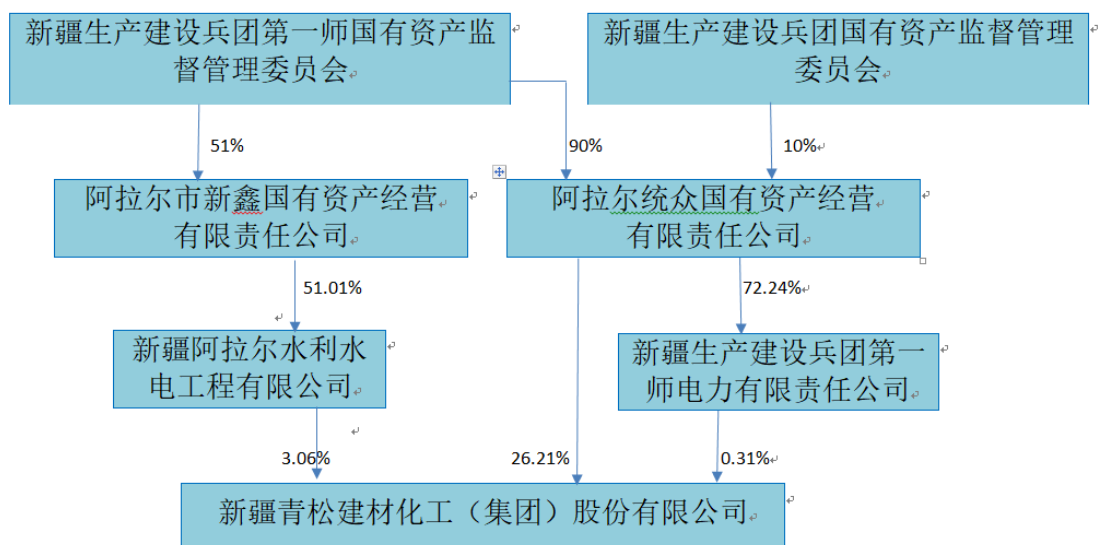 新疆生产建设兵团第一师国有资产监
督管理委员会
新疆生产建设兵团国有资产监督管理
委员会
51%
90%
10%
阿拉尔市新鑫国有资产经营
有限责任公司
阿拉尔统众国有资产经营
有限责任公司
51.01%
72.24%
新疆阿拉尔水利水
电工程有限公司
新疆生产建设兵团第一
师电力有限责任公司
3.06%
26.21%
0.31%
新疆青松建材化工（集团）股份有限公司